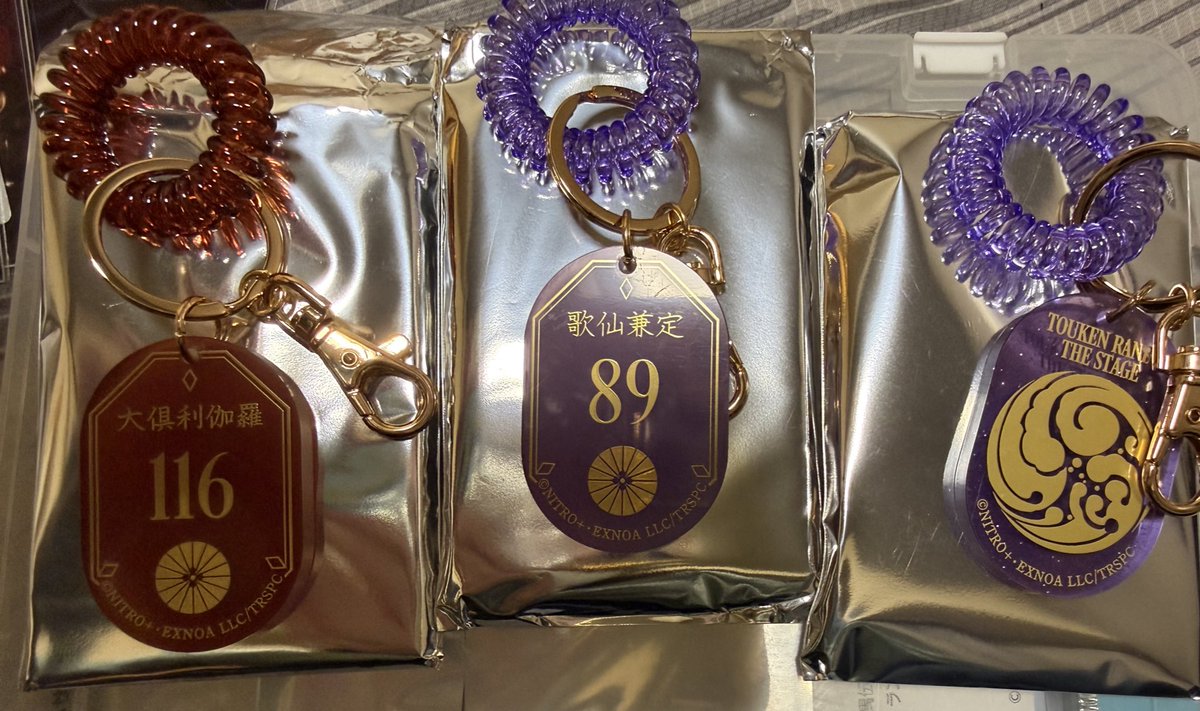 大倶利伽羅
116
©NITRO+・EXNOA LLC/TRSPC
歌仙兼定
89
©NITRO+・EXNOA LLC/TRSPC
TOUKEN RAN
THE STAGE
©NITRO+・EXNOA LLC/TRSPC